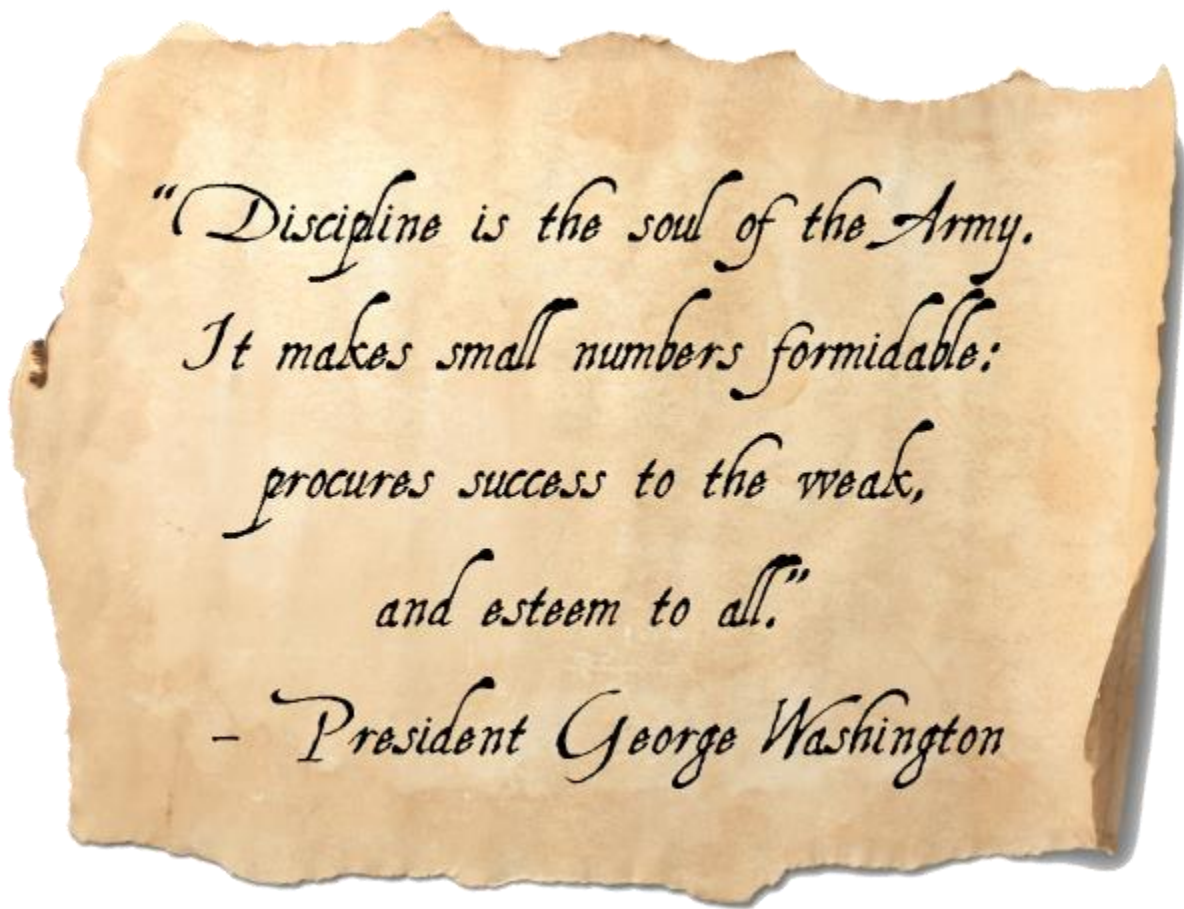 “Discipline is the soul of the Army.
It makes small numbers formidable:
procures success to the weak,
and esteem to all.”
- President George Washington